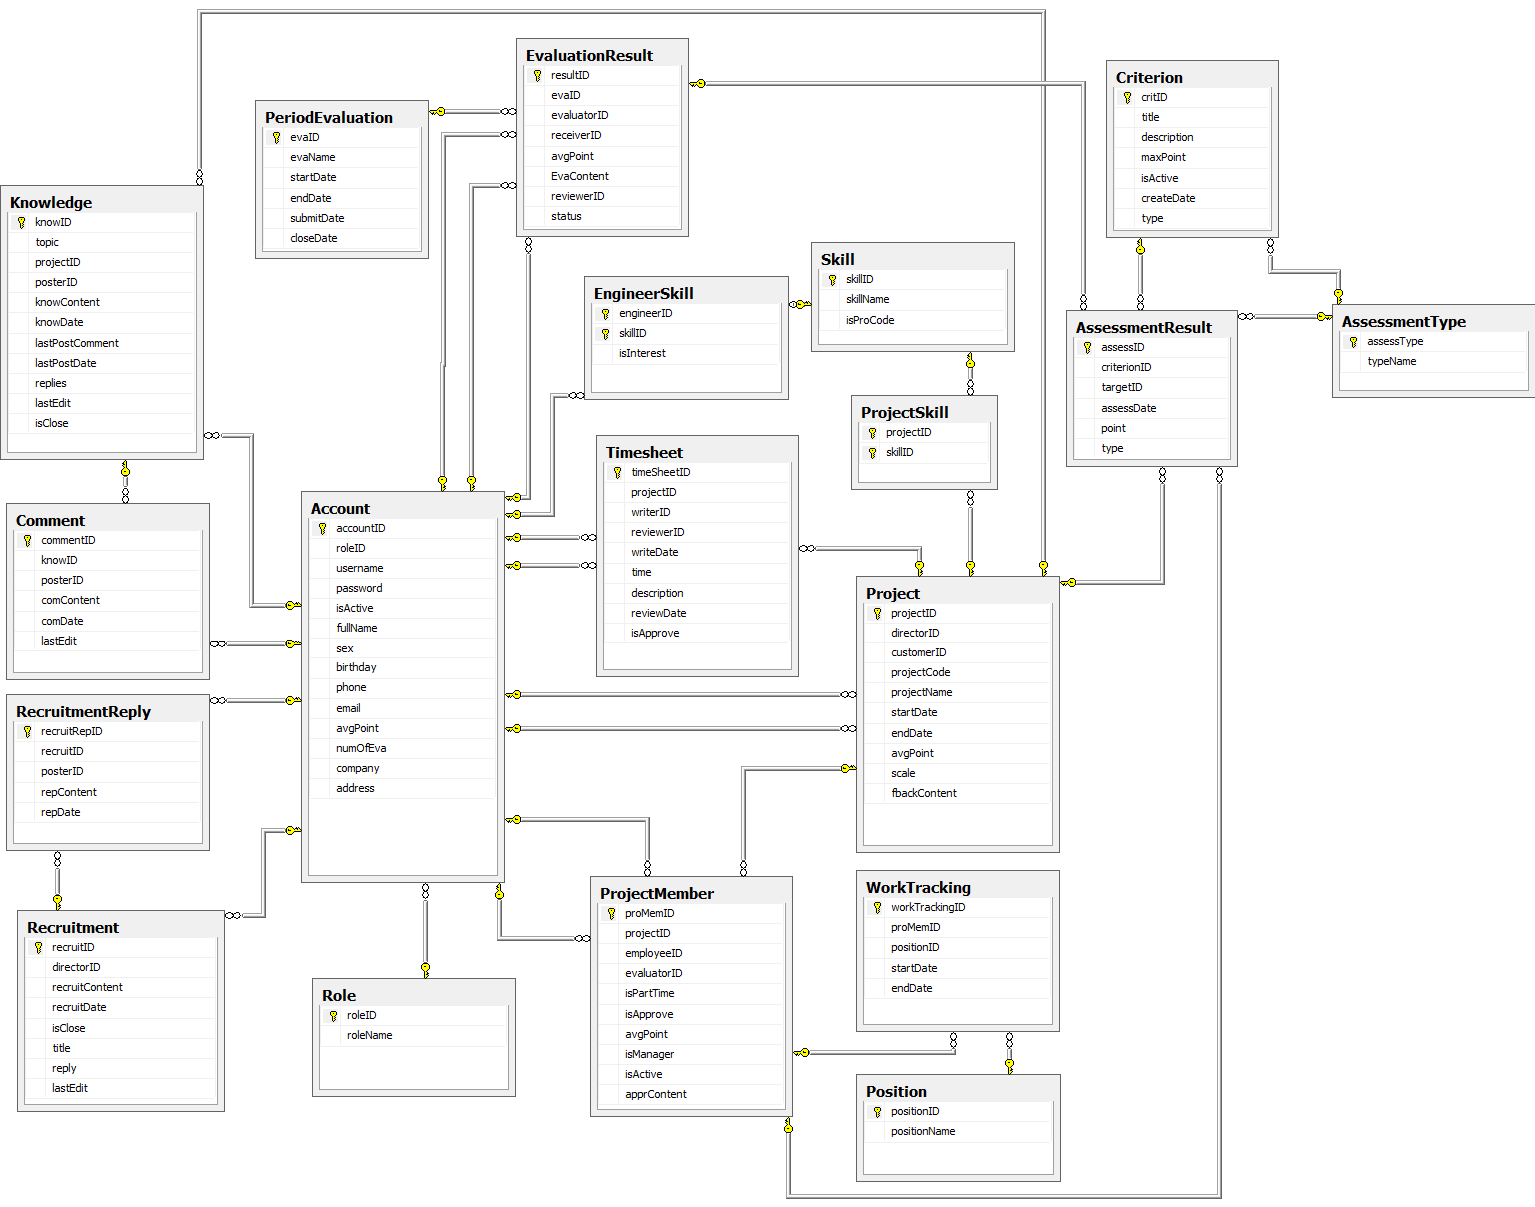 EvaluationResult
resultID
evaID
evaluatorID
receiverID
avgPoint
EvaContent
reviewerID
status
Criterion
critID
title
description
maxPoint
isActive
createDate
type
PeriodEvaluation
evaID
evaName
startDate
endDate
submitDate
closeDate
Knowledge
knowID
topic
projectID
posterID
knowContent
knowDate
lastPostComment
lastPostDate
replies
lastEdit
isClose
Skill
skillID
skillName
isProCode
EngineerSkill
engineerID
skillID
isInterest
AssessmentResult
assessID
criterionID
targetID
assessDate
point
type
AssessmentType
assessType
typeName
ProjectSkill
projectID
skillID
Timesheet
timeSheetID
projectID
writerID
reviewerID
writeDate
time
description
reviewDate
isApprove
Account
accountID
roleID
username
password
isActive
fullName
sex
birthday
phone
email
avgPoint
numOfEva
company
address
Comment
commentID
knowID
posterID
comContent
comDate
lastEdit
Project
projectID
directorID
customerID
projectCode
projectName
startDate
endDate
avgPoint
scale
fbackContent
RecruitmentReply
recruitRepID
recruitID
posterID
repContent
repDate
Recruitment
recruitID
directorID
recruitContent
recruitDate
isClose
title
reply
lastEdit
Role
roleID
roleName
ProjectMember
proMemID
projectID
employeeID
evaluatorID
isPartTime
isApprove
avgPoint
isManager
isActive
apprContent
WorkTracking
workTrackingID
proMemID
positionID
startDate
endDate
Position
positionID
positionName